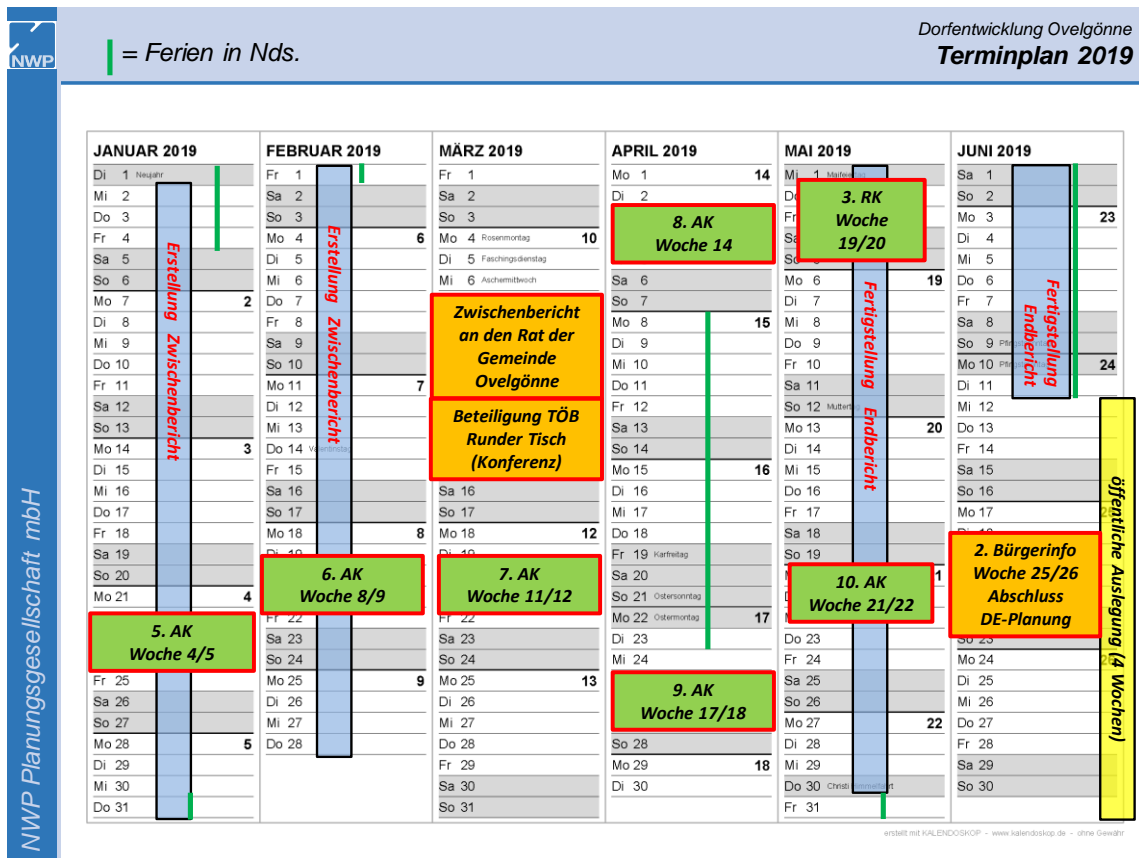 NWP
= Ferien in Nds.
Dorfentwicklung Ovelgönne
Terminplan 2019
NWP Planungsgesellschaft mbH
JANUAR 2019
Di 1 Neujahr
Mi 2
Do 3
Fr 4
Sa 5
So 6
Mo 7 2
Di 8
Mi 9
Do 10
Fr 11
Sa 12
So 13
Mo 14 3
Di 15
Mi 16
Do 17
Fr 18
Sa 19
So 20
Mo 21 4
5. AK
Woche 4/5
Fr 25
Sa 26
So 27
Mo 28 5
Di 29
Mi 30
Do 31
Erstellung Zwischenbericht
FEBRUAR 2019
Fr 1
Sa 2
So 3
Mo 4 6
Di 5
Mi 6
Do 7
Fr 8
Sa 9
So 10
Mo 11 7
Di 12
Mi 13
Do 14 Valentinstag
Fr 15
Sa 16
So 17
Mo 18 8
Di 19
6. AK
Woche 8/9
Fr 22
Sa 23
So 24
Mo 25 9
Di 26
Mi 27
Do 28
Erstellung Zwischenbericht
MÄRZ 2019
Fr 1
Sa 2
So 3
Mo 4 Rosenmontag 10
Di 5 Faschingsdienstag
Mi 6 Aschermittwoch
Zwischenbericht
an den Rat der
Gemeinde
Ovelgönne
Beteiligung TÖB
Runder Tisch
(Konferenz)
Sa 16
So 17
Mo 18 12
Di 19
7. AK
Woche 11/12
Fr 22
Sa 23
So 24
Mo 25 13
Di 26
Mi 27
Do 28
Fr 29
Sa 30
So 31
APRIL 2019
Mo 1 14
Di 2
8. AK
Woche 14
Sa 6
So 7
Mo 8 15
Di 9
Mi 10
Do 11
Fr 12
Sa 13
So 14
Mo 15 16
Di 16
Mi 17
Do 18
Fr 19 Karfreitag
Sa 20
So 21 Ostersonntag
Mo 22 Ostermontag 17
Di 23
Mi 24
9. AK
Woche 17/18
So 28
Mo 29 18
Di 30
MAI 2019
Mi 1
3. RK
Woche
19/20
Mo 6 19
Di 7
Mi 8
Do 9
Fr 10
Sa 11
So 12 Muttertag
Mo 13 20
Di 14
Mi 15
Do 16
Fr 17
Sa 18
So 19
10. AK
Woche 21/22
Do 23
Fr 24
Sa 25
So 26
Mo 27 22
Di 28
Mi 29
Do 30 Christi Himmelfahrt
Fr 31
Fertigstellung Endbericht
JUNI 2019
Sa 1
So 2
Mo 3 23
Di 4
Mi 5
Do 6
Fr 7
Sa 8
So 9
Mo 10 24
Di 11
Mi 12
Do 13
Fr 14
Sa 15
So 16
Mo 17
2. Bürgerinfo
Woche 25/26
Abschluss
DE-Planung
So 23
Mo 24
Di 25
Mi 26
Do 27
Fr 28
Sa 29
So 30
Fertigstellung
Endbericht
öffentliche Auslegung (4 Wochen)
erstellt mit KALENDOSKOP - www.kalendoskop.de - ohne Gewähr